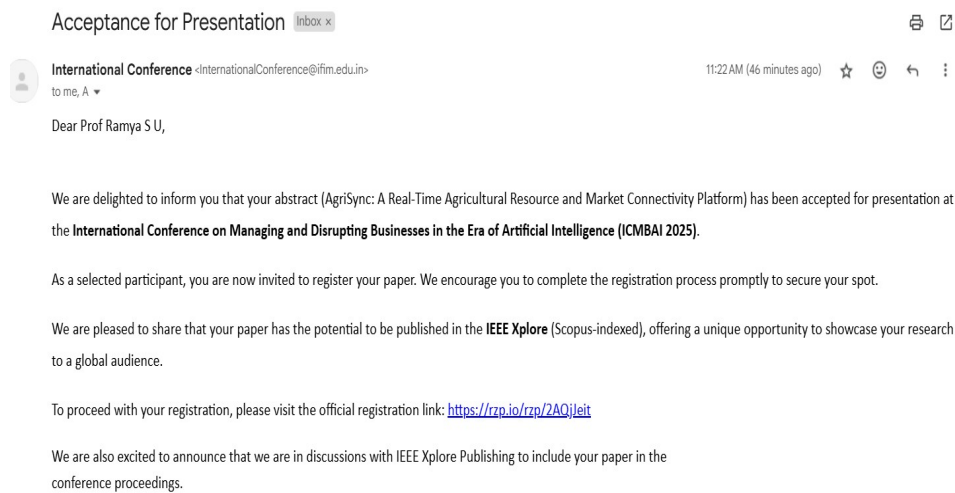 Acceptance for Presentation Inbox x
International Conference <InternationalConference@ifim.edu.in> 11:22 AM (46 minutes ago)
to me, A
Dear Prof Ramya S U,
We are delighted to inform you that your abstract (AgriSync: A Real-Time Agricultural Resource and Market Connectivity Platform) has been accepted for presentation at
the International Conference on Managing and Disrupting Businesses in the Era of Artificial Intelligence (ICMBAI 2025).
As a selected participant, you are now invited to register your paper. We encourage you to complete the registration process promptly to secure your spot.
We are pleased to share that your paper has the potential to be published in the IEEE Xplore (Scopus-indexed), offering a unique opportunity to showcase your research
to a global audience.
To proceed with your registration, please visit the official registration link: https://rzp.io/rzp/2AQjJeit
We are also excited to announce that we are in discussions with IEEE Xplore Publishing to include your paper in the
conference proceedings.